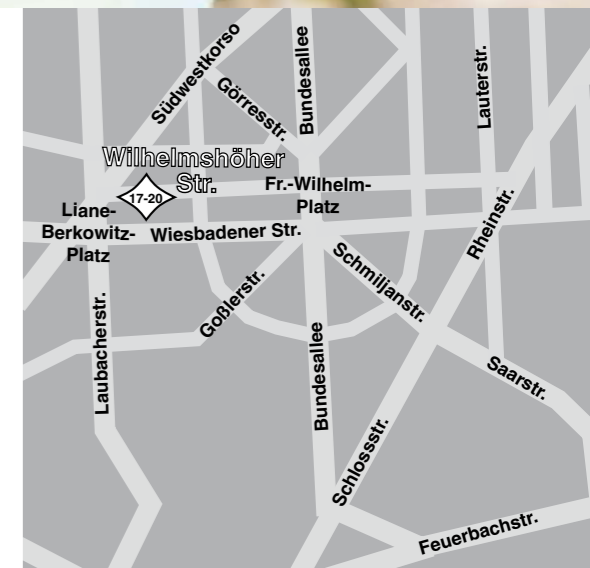 Südwestkorso
Görresstr.
Bundesallee
Lauterstr.
Wilhelmshöher
Str.
17-20
Fr.-Wilhelm-
Platz
Liane-
Berkowitz-
Platz
Wiesbadener Str.
Rheinstr.
Goßlerstr.
Schmiljanstr.
Laubacherstr.
Bundesallee
Saarstr.
Schlossstr.
Feuerbachstr.